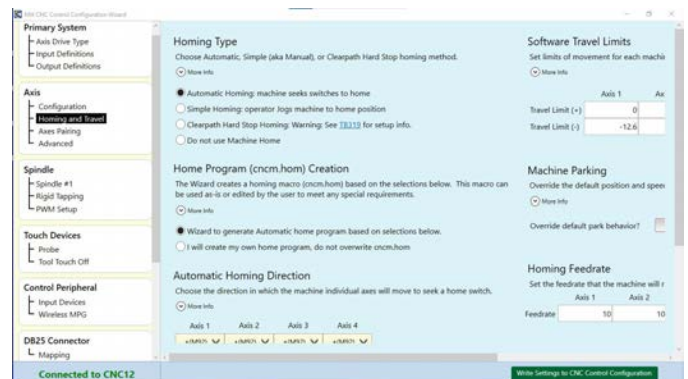 Mill CNC Control Configuration Wizard
Primary System
Axis Drive Type
Input Definitions
Output Definitions
Axis
Configuration
Homing and Travel
Axes Pairing
Advanced
Spindle
Spindle #1
Rigid Tapping
PWM Setup
Touch Devices
Probe
Tool Touch Off
Control Peripheral
Input Devices
Wireless MPG
DB25 Connector
Mapping
Connected to CNC12
Homing Type
Choose Automatic, Simple (aka Manual), or Clearpath Hard Stop homing method.
More Info
Automatic Homing: machine seeks switches to home
Simple Homing: operator Jogs machine to home position
Clearpath Hard Stop Homing: Warning: See TB319 for setup info.
Do not use Machine Home
Home Program (cncm.hom) Creation
The Wizard creates a homing macro (cncm.hom) based on the selections below. This macro can
be used as-is or edited by the user to meet any special requirements.
More Info
Wizard to generate Automatic home program based on selections below.
I will create my own home program, do not overwrite cncm.hom
Automatic Homing Direction
Choose the direction in which the machine individual axes will move to seek a home switch.
More Info
Axis 1 Axis 2 Axis 3 Axis 4
Software Travel Limits
Set limits of movement for each machin
More Info
Axis 1 Ax
Travel Limit (+) 0
Travel Limit (-) -12.6
Machine Parking
Override the default position and speed
More Info
Override default park behavior?
Homing Feedrate
Set the feedrate that the machine will r
Axis 1 Axis 2
Feedrate 10 10
Write Settings to CNC Control Configuration